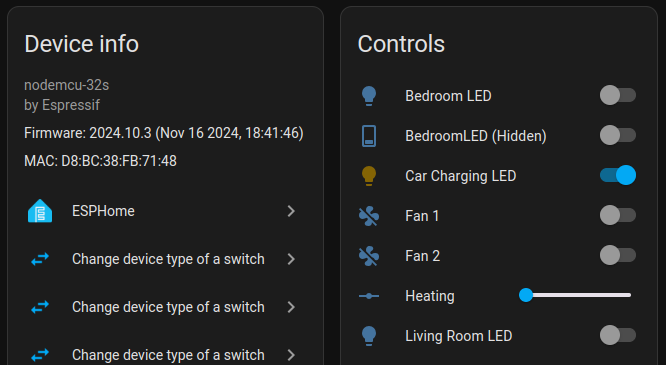 Device info
nodemcu-32s
by Espressif
Firmware: 2024.10.3 (Nov 16 2024, 18:41:46)
MAC: D8:BC:38:FB:71:48
ESPHome
Change device type of a switch
Change device type of a switch
Change device type of a switch
Controls
Bedroom LED
BedroomLED (Hidden)
Car Charging LED
Fan 1
Fan 2
Heating
Living Room LED